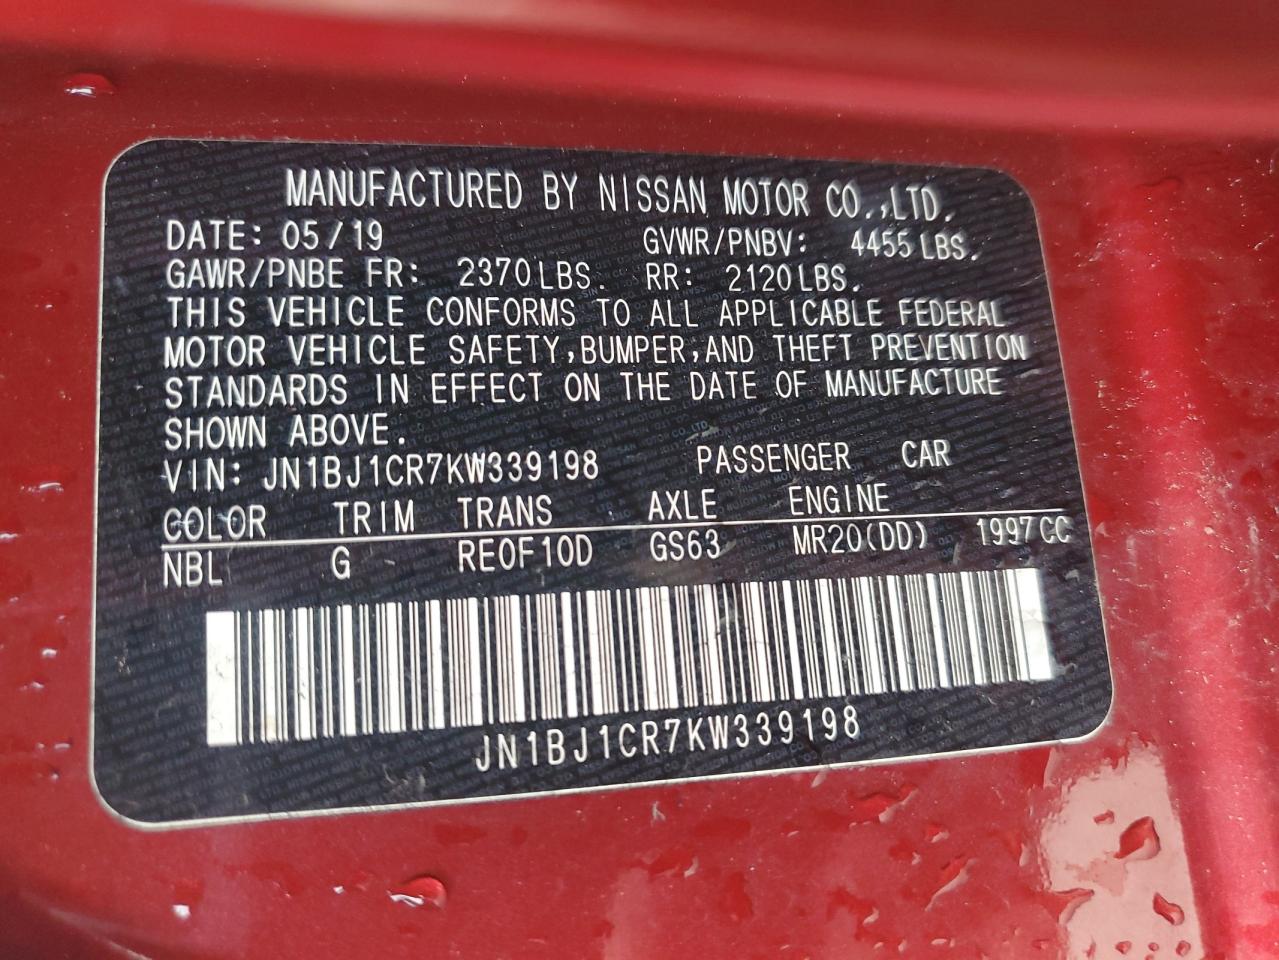 MANUFACTURED BY NISSAN MOTOR CO.,LTD.
DATE: 05/19 GVWR/PNBV: 4455 LBS.
GAWR/PNBE FR: 2370 LBS. RR: 2120 LBS.
THIS VEHICLE CONFORMS TO ALL APPLICABLE FEDERAL
MOTOR VEHICLE SAFETY,BUMPER,AND THEFT PREVENTION
STANDARDS IN EFFECT ON THE DATE OF MANUFACTURE
SHOWN ABOVE.
VIN: JN1BJ1CR7KW339198 PASSENGER CAR
COLOR TRIM TRANS AXLE ENGINE
NBL G RE0F10D GS63 MR20(DD) 1997 CC
JN1BJ1CR7KW339198